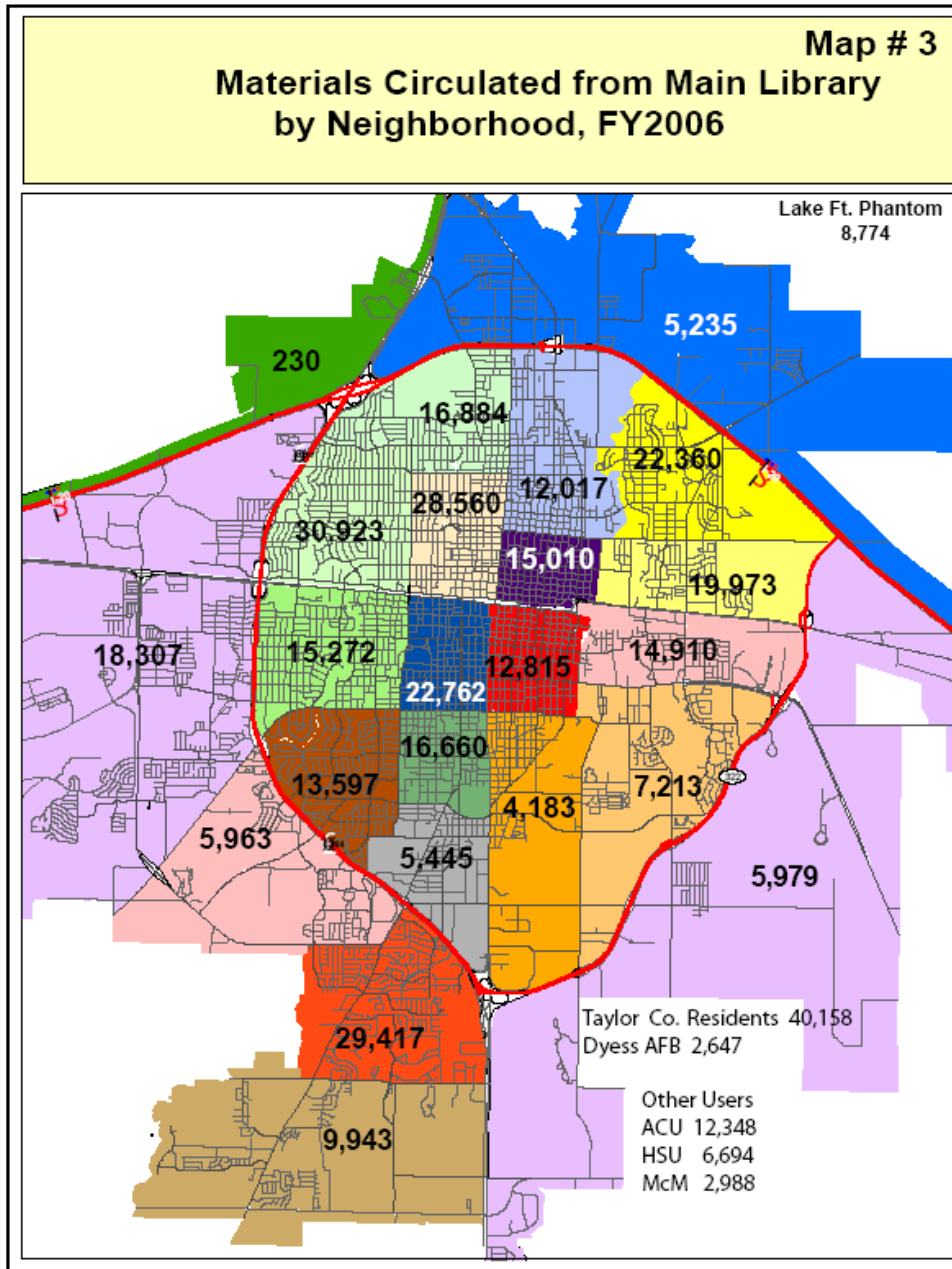 Map # 3
Materials Circulated from Main Library
by Neighborhood, FY2006
Lake Ft. Phantom
8,774
5,235
230
16,884
22,360
12,017
28,560
30,923
15,010
19,973
14,910
15,272
18,307
12,815
22,762
16,660
13,597
7,213
4,183
5,963
5,445
5,979
Taylor Co. Residents 40,158
29,417
Dyess AFB 2,647
Other Users
ACU 12,348
9,943
HSU 6,694
McM 2,988